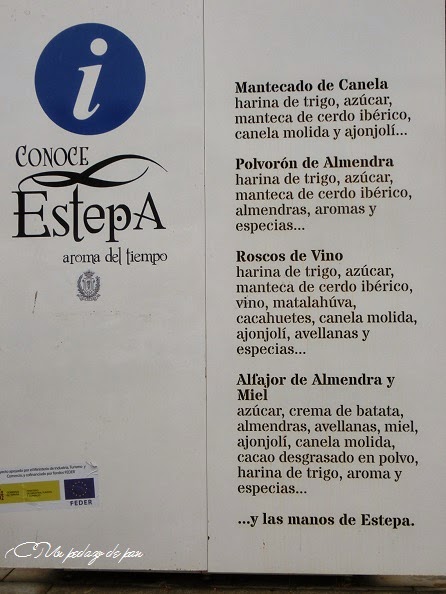 i
CONOCE
EstepA
aroma del tiempo
FEDER
Mantecado de Canela
harina de trigo, azúcar,
manteca de cerdo ibérico,
canela molida y ajonjolí...
Polvorón de Almendra
harina de trigo, azúcar,
manteca de cerdo ibérico,
almendras, aromas y
especias...
Roscos de Vino
harina de trigo, azúcar,
manteca de cerdo ibérico,
vino, matalahúva,
cacahuetes, canela molida,
ajonjolí, avellanas y
especias...
Alfajor de Almendra y
Miel
azúcar, crema de batata,
almendras, avellanas, miel,
ajonjolí, canela molida,
cacao desgrasado en polvo,
harina de trigo, aroma y
especias...
...y las manos de Estepa.
Un pedazo de pan